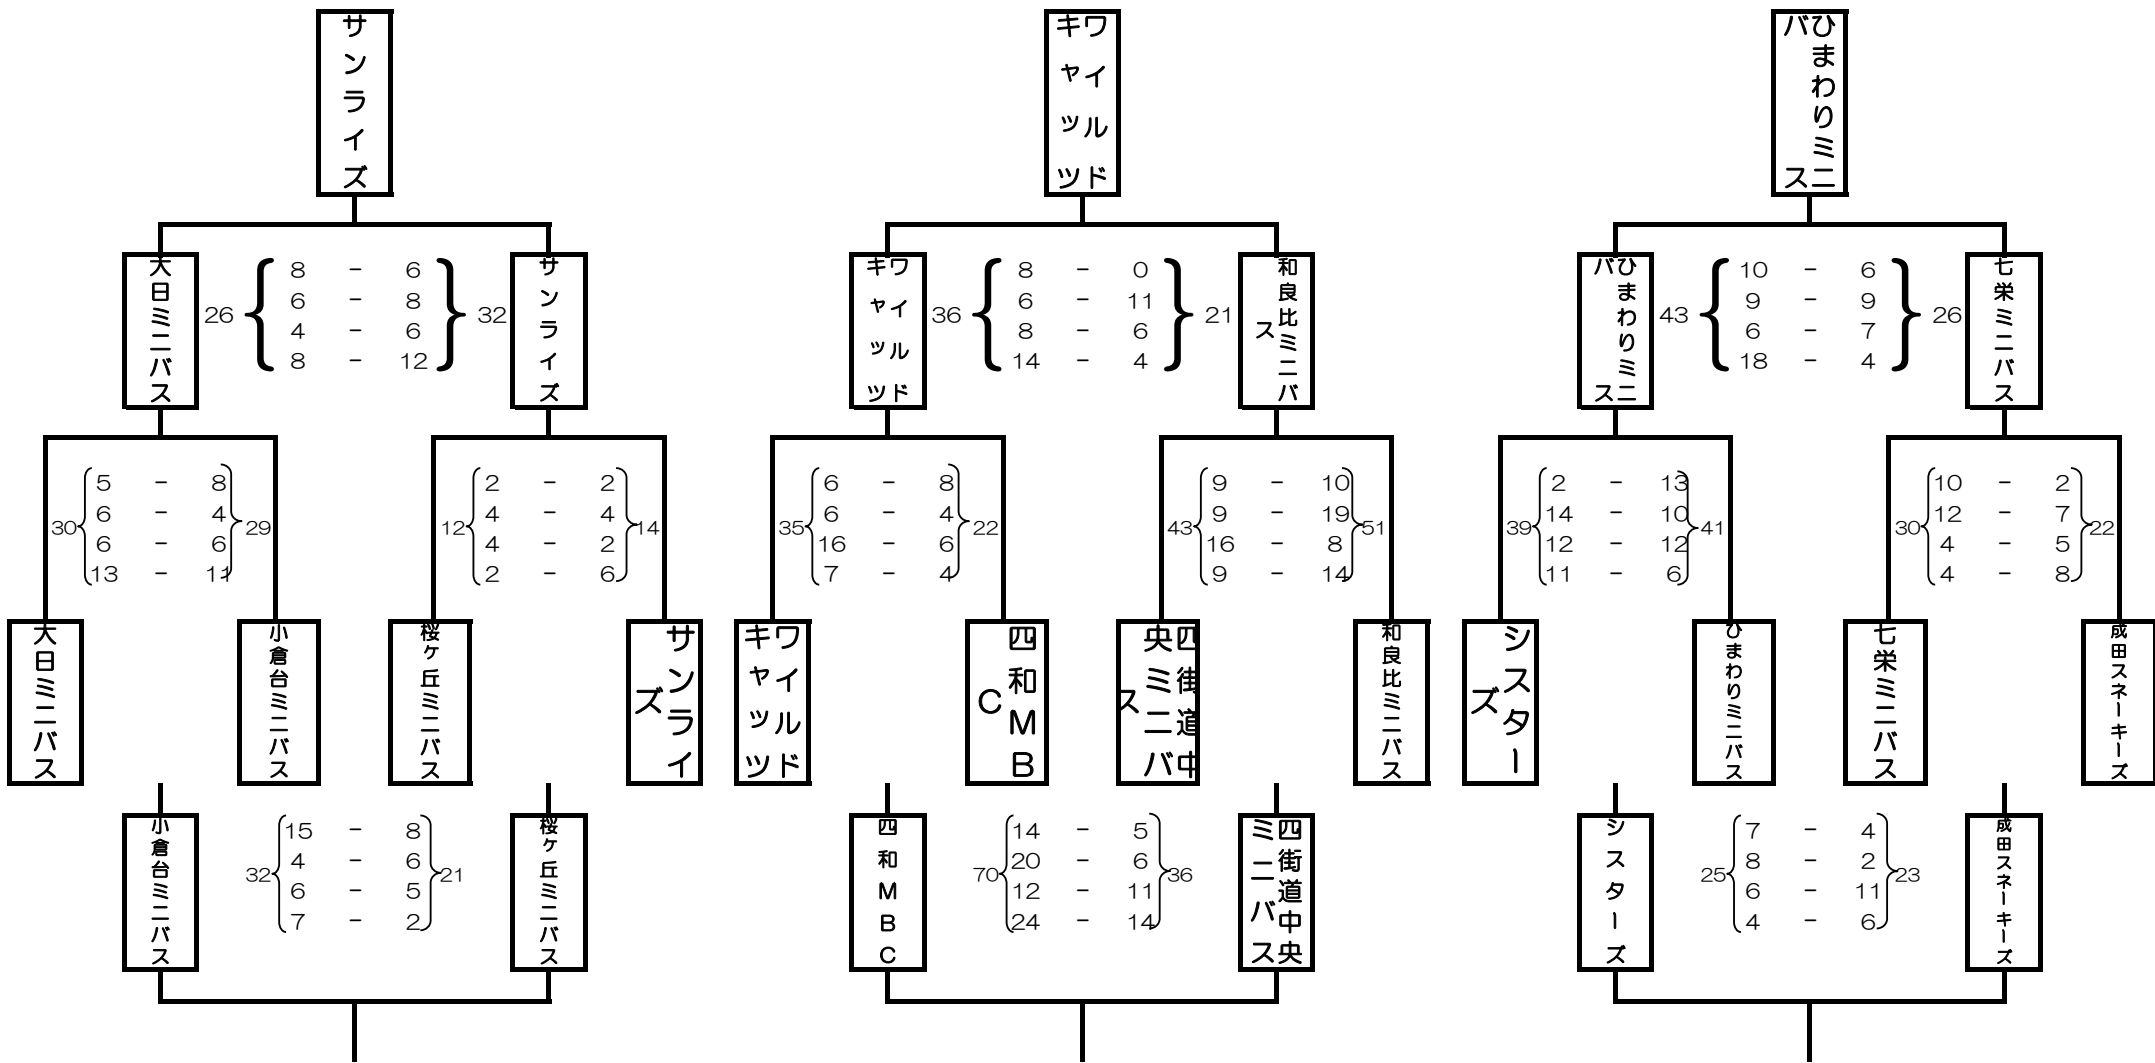 サンライズ
ワイルドキャッツ
ひまわりミニバス
大日ミニバス
26
8 － 6
6 － 8
4 － 6
8 － 12
32
サンライズ
ワイルドキャッツ
36
8 － 0
6 － 11
8 － 6
14 － 4
21
和良比ミニバス
ひまわりミニバス
43
10 － 6
9 － 9
6 － 7
18 － 4
26
七栄ミニバス
30
5 － 8
6 － 4
6 － 6
13 － 11
29
12
2 － 2
4 － 4
4 － 2
2 － 6
14
35
6 － 8
6 － 4
16 － 6
7 － 4
22
43
9 － 10
9 － 19
16 － 8
9 － 14
51
39
2 － 13
14 － 10
12 － 12
11 － 6
41
30
10 － 2
12 － 7
4 － 5
4 － 8
22
大日ミニバス
小倉台ミニバス
桜ヶ丘ミニバス
サンライズ
ワイルドキャッツ
四和MBC
四街道中央ミニバス
和良比ミニバス
シスターズ
ひまわりミニバス
七栄ミニバス
成田スネーキーズ
小倉台ミニバス
32
15 － 8
4 － 6
6 － 5
7 － 2
21
桜ヶ丘ミニバス
四和MBC
70
14 － 5
20 － 6
12 － 11
24 － 14
36
四街道中央ミニバス
シスターズ
25
7 － 4
8 － 2
6 － 11
4 － 6
23
成田スネーキーズ